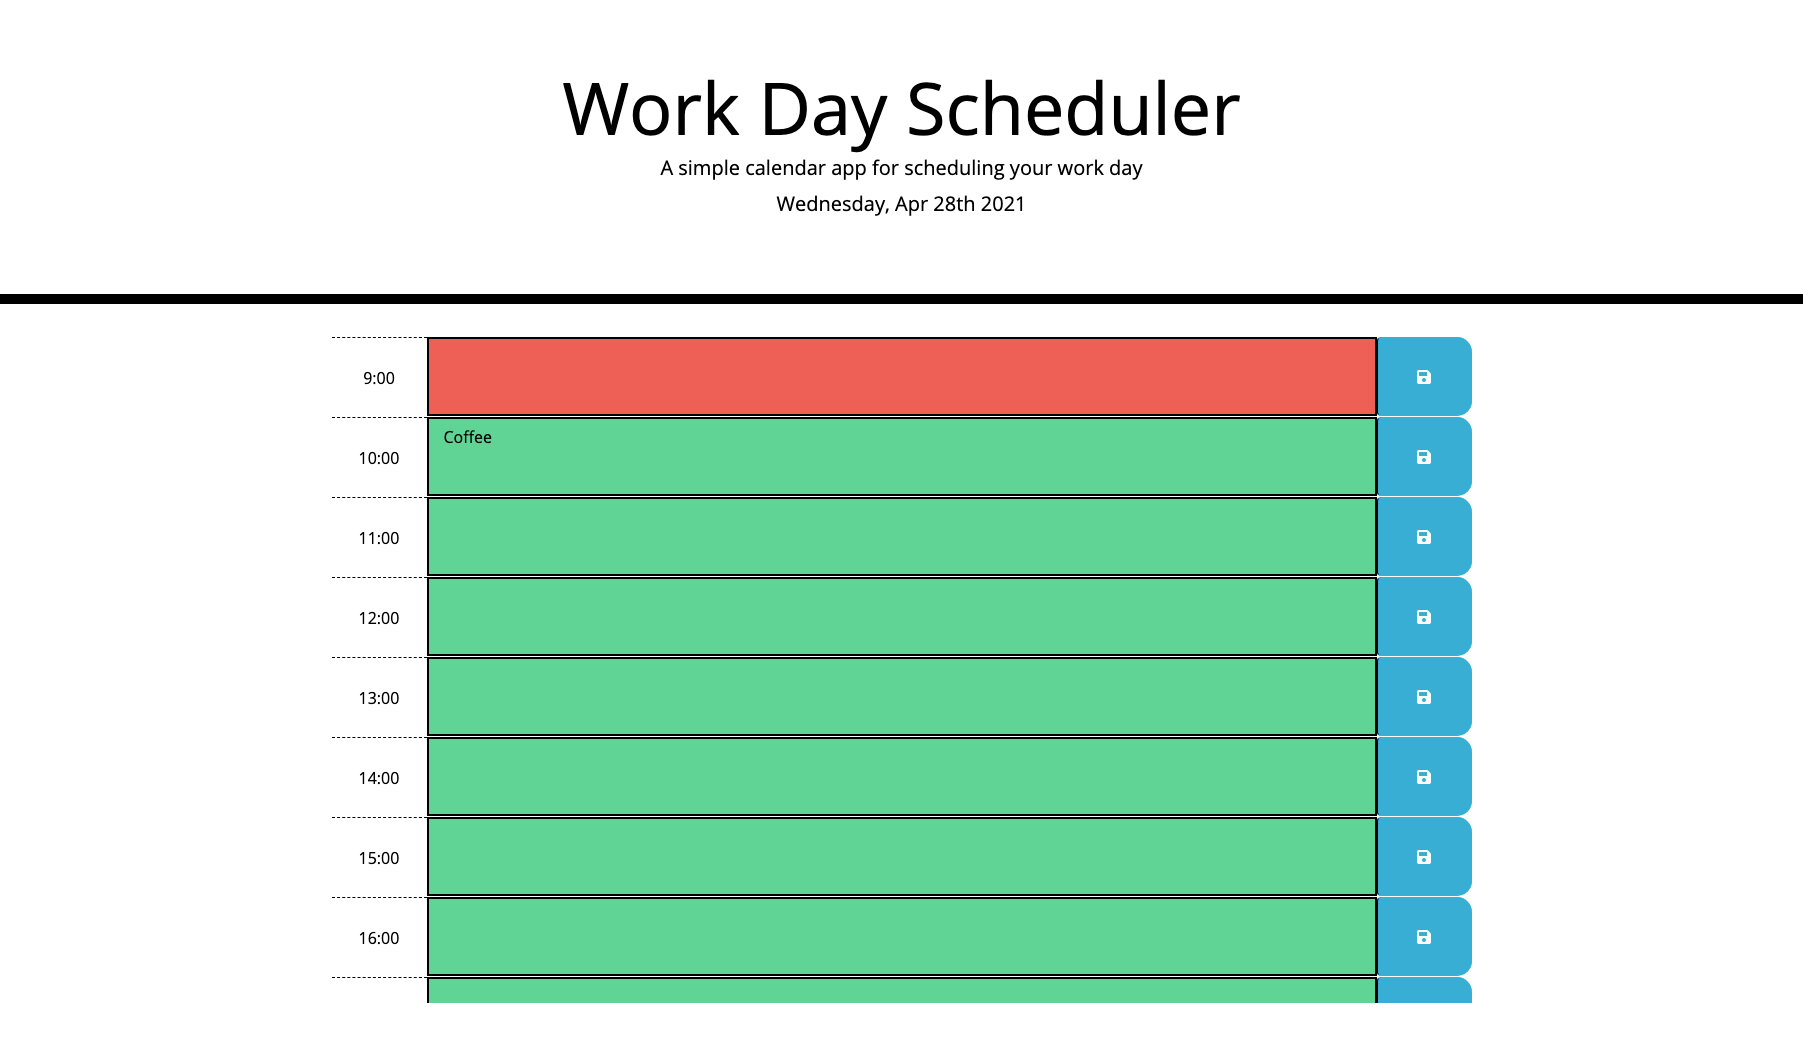 Work Day Scheduler
A simple calendar app for scheduling your work day
Wednesday, Apr 28th 2021
9:00
10:00 Coffee
11:00
12:00
13:00
14:00
15:00
16:00